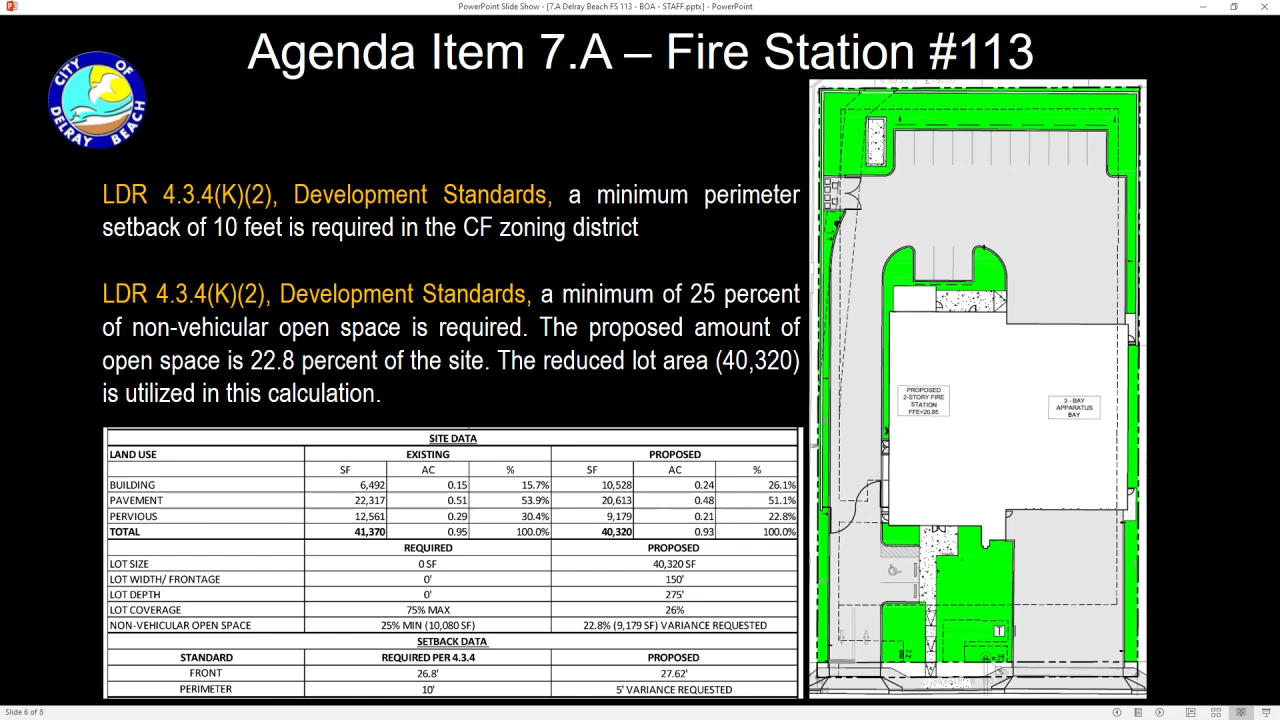 PowerPoint Slide Show - [7.A Delray Beach FS 113 - BOA - STAFF.pptx] - PowerPoint
Agenda Item 7.A – Fire Station #113
CITY OF
DELRAY BEACH
LDR 4.3.4(K)(2), Development Standards, a minimum perimeter
setback of 10 feet is required in the CF zoning district
LDR 4.3.4(K)(2), Development Standards, a minimum of 25 percent
of non-vehicular open space is required. The proposed amount of
open space is 22.8 percent of the site. The reduced lot area (40,320)
is utilized in this calculation.
SITE DATA
LAND USE EXISTING PROPOSED
SF AC % SF AC %
BUILDING 6,492 0.15 15.7% 10,528 0.24 26.1%
PAVEMENT 22,317 0.51 53.9% 20,613 0.48 51.1%
PERVIOUS 12,561 0.29 30.4% 9,179 0.21 22.8%
TOTAL 41,370 0.95 100.0% 40,320 0.93 100.0%
REQUIRED PROPOSED
LOT SIZE 0 SF 40,320 SF
LOT WIDTH/ FRONTAGE 0' 150'
LOT DEPTH 0' 275'
LOT COVERAGE 75% MAX 26%
NON-VEHICULAR OPEN SPACE 25% MIN (10,080 SF) 22.8% (9,179 SF) VARIANCE REQUESTED
SETBACK DATA
STANDARD REQUIRED PER 4.3.4 PROPOSED
FRONT 26.8' 27.62'
PERIMETER 10' 5' VARIANCE REQUESTED
PROPOSED
2-STORY FIRE
STATION
FFE=20.85
3 - BAY
APPARATUS
BAY
T
Slide 6 of 8